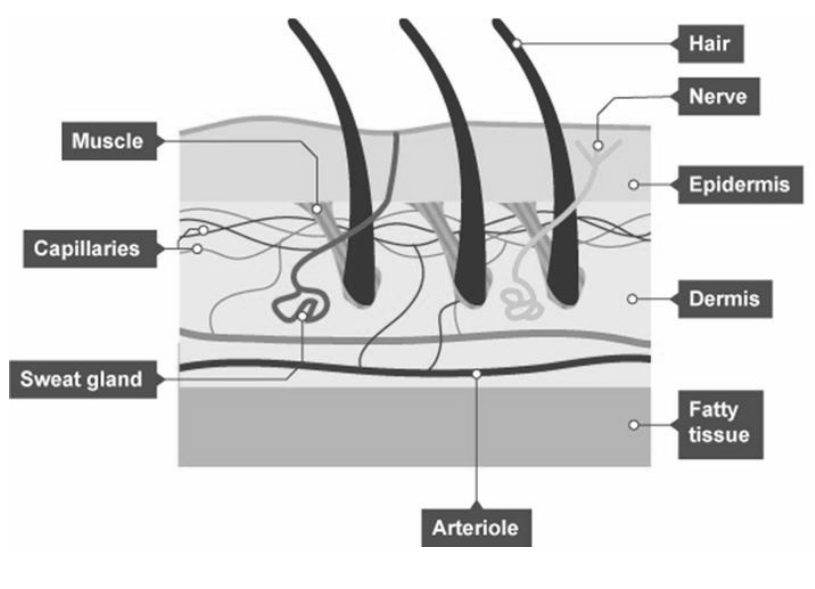 Hair
Nerve
Muscle
Epidermis
Capillaries
Dermis
Sweat gland
Fatty
tissue
Arteriole